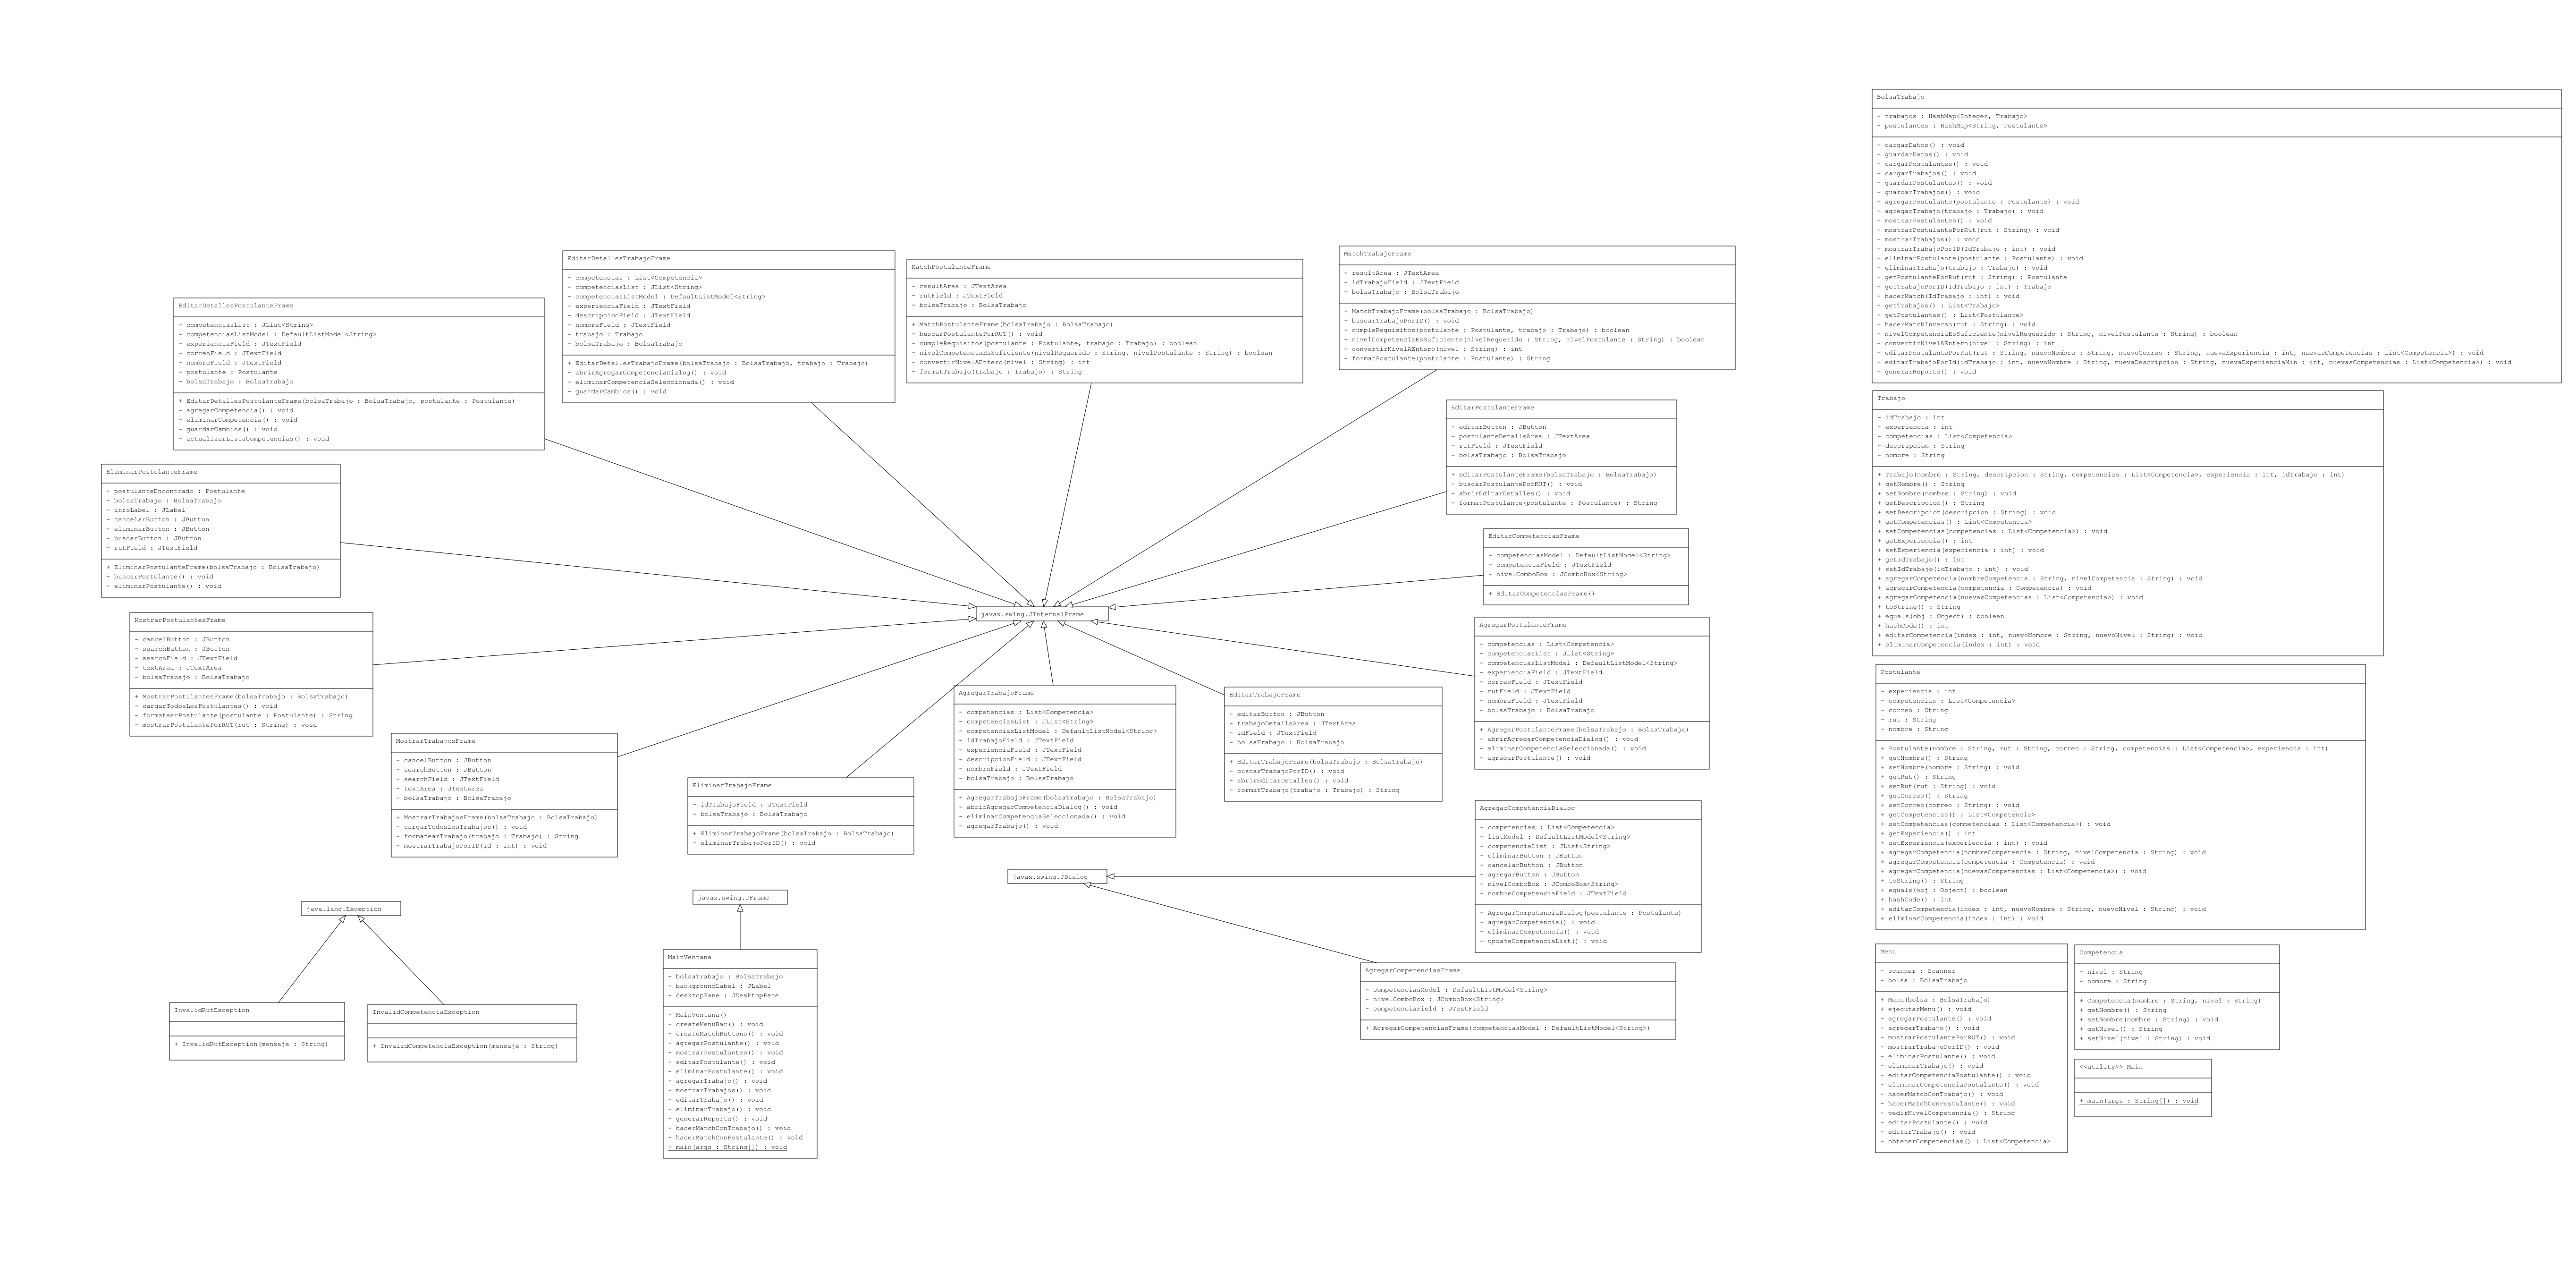 EditarDetallesPostulanteFrame
- competenciasList : JList<String>
- competenciasListModel : DefaultListModel<String>
- experienciaField : JTextField
- correoField : JTextField
- nombreField : JTextField
- postulante : Postulante
- bolsaTrabajo : BolsaTrabajo
+ EditarDetallesPostulanteFrame(bolsaTrabajo : BolsaTrabajo, postulante : Postulante)
- agregarCompetencia() : void
- eliminarCompetencia() : void
- guardarCambios() : void
- actualizarListaCompetencias() : void
EditarDetallesTrabajoFrame
- competencias : List<Competencia>
- competenciasList : JList<String>
- competenciasListModel : DefaultListModel<String>
- experienciaField : JTextField
- descripcionField : JTextField
- nombreField : JTextField
- trabajo : Trabajo
- bolsaTrabajo : BolsaTrabajo
+ EditarDetallesTrabajoFrame(bolsaTrabajo : BolsaTrabajo, trabajo : Trabajo)
- abrirAgregarCompetenciaDialog() : void
- eliminarCompetenciaSeleccionada() : void
- guardarCambios() : void
MatchPostulanteFrame
- resultArea : JTextArea
- rutField : JTextField
- bolsaTrabajo : BolsaTrabajo
+ MatchPostulanteFrame(bolsaTrabajo : BolsaTrabajo)
- buscarPostulantePorRUT() : void
- cumpleRequisitos(postulante : Postulante, trabajo : Trabajo) : boolean
- nivelCompetenciaEsSuficiente(nivelRequerido : String, nivelPostulante : String) : boolean
- convertirNivelAEntero(nivel : String) : int
- formatTrabajo(trabajo : Trabajo) : String
MatchTrabajoFrame
- resultArea : JTextArea
- idTrabajoField : JTextField
- bolsaTrabajo : BolsaTrabajo
+ MatchTrabajoFrame(bolsaTrabajo : BolsaTrabajo)
- buscarTrabajoPorID() : void
- cumpleRequisitos(postulante : Postulante, trabajo : Trabajo) : boolean
- nivelCompetenciaEsSuficiente(nivelRequerido : String, nivelPostulante : String) : boolean
- convertirNivelAEntero(nivel : String) : int
- formatPostulante(postulante : Postulante) : String
EditarPostulanteFrame
- editarButton : JButton
- postulanteDetailsArea : JTextArea
- rutField : JTextField
- bolsaTrabajo : BolsaTrabajo
+ EditarPostulanteFrame(bolsaTrabajo : BolsaTrabajo)
- buscarPostulantePorRUT() : void
- abrirEditarDetalles() : void
- formatPostulante(postulante : Postulante) : String
EliminarPostulanteFrame
- postulanteEncontrado : Postulante
- bolsaTrabajo : BolsaTrabajo
- infoLabel : JLabel
- cancelarButton : JButton
- eliminarButton : JButton
- buscarButton : JButton
- rutField : JTextField
+ EliminarPostulanteFrame(bolsaTrabajo : BolsaTrabajo)
- buscarPostulante() : void
- eliminarPostulante() : void
EditarCompetenciasFrame
- competenciasModel : DefaultListModel<String>
- competenciaField : JTextField
- nivelComboBox : JComboBox<String>
+ EditarCompetenciasFrame()
javax.swing.JInternalFrame
MostrarPostulantesFrame
- cancelButton : JButton
- searchButton : JButton
- searchField : JTextField
- textArea : JTextArea
- bolsaTrabajo : BolsaTrabajo
+ MostrarPostulantesFrame(bolsaTrabajo : BolsaTrabajo)
- cargarTodosLosPostulantes() : void
- formatearPostulante(postulante : Postulante) : String
- mostrarPostulantePorRUT(rut : String) : void
AgregarPostulanteFrame
- competencias : List<Competencia>
- competenciasList : JList<String>
- competenciasListModel : DefaultListModel<String>
- experienciaField : JTextField
- correoField : JTextField
- rutField : JTextField
- nombreField : JTextField
- bolsaTrabajo : BolsaTrabajo
+ AgregarPostulanteFrame(bolsaTrabajo : BolsaTrabajo)
- abrirAgregarCompetenciaDialog() : void
- eliminarCompetenciaSeleccionada() : void
- agregarPostulante() : void
MostrarTrabajosFrame
- cancelButton : JButton
- searchButton : JButton
- searchField : JTextField
- textArea : JTextArea
- bolsaTrabajo : BolsaTrabajo
+ MostrarTrabajosFrame(bolsaTrabajo : BolsaTrabajo)
- cargarTodosLosTrabajos() : void
- formatearTrabajo(trabajo : Trabajo) : String
- mostrarTrabajoPorID(id : int) : void
EliminarTrabajoFrame
- idTrabajoField : JTextField
- bolsaTrabajo : BolsaTrabajo
+ EliminarTrabajoFrame(bolsaTrabajo : BolsaTrabajo)
- eliminarTrabajoPorID() : void
AgregarTrabajoFrame
- competencias : List<Competencia>
- competenciasList : JList<String>
- competenciasListModel : DefaultListModel<String>
- idTrabajoField : JTextField
- experienciaField : JTextField
- descripcionField : JTextField
- nombreField : JTextField
- bolsaTrabajo : BolsaTrabajo
+ AgregarTrabajoFrame(bolsaTrabajo : BolsaTrabajo)
- abrirAgregarCompetenciaDialog() : void
- eliminarCompetenciaSeleccionada() : void
- agregarTrabajo() : void
EditarTrabajoFrame
- editarButton : JButton
- trabajoDetailsArea : JTextArea
- idField : JTextField
- bolsaTrabajo : BolsaTrabajo
+ EditarTrabajoFrame(bolsaTrabajo : BolsaTrabajo)
- buscarTrabajoPorID() : void
- abrirEditarDetalles() : void
- formatTrabajo(trabajo : Trabajo) : String
AgregarCompetenciaDialog
- competencias : List<Competencia>
- listModel : DefaultListModel<String>
- competenciaList : JList<String>
- eliminarButton : JButton
- cancelarButton : JButton
- agregarButton : JButton
- nivelComboBox : JComboBox<String>
- nombreCompetenciaField : JTextField
+ AgregarCompetenciaDialog(postulante : Postulante)
- agregarCompetencia() : void
- eliminarCompetencia() : void
- updateCompetenciaList() : void
javax.swing.JDialog
javax.swing.JFrame
java.lang.Exception
MainVentana
- bolsaTrabajo : BolsaTrabajo
- backgroundLabel : JLabel
- desktopPane : JDesktopPane
+ MainVentana()
- createMenuBar() : void
- createMatchButtons() : void
- agregarPostulante() : void
- mostrarPostulantes() : void
- editarPostulante() : void
- eliminarPostulante() : void
- agregarTrabajo() : void
- mostrarTrabajos() : void
- editarTrabajo() : void
- eliminarTrabajo() : void
- generarReporte() : void
- hacerMatchConTrabajo() : void
- hacerMatchConPostulante() : void
+ main(args : String[]) : void
AgregarCompetenciasFrame
- competenciasModel : DefaultListModel<String>
- nivelComboBox : JComboBox<String>
- competenciaField : JTextField
+ AgregarCompetenciasFrame(competenciasModel : DefaultListModel<String>)
InvalidRutException
+ InvalidRutException(mensaje : String)
InvalidCompetenciaException
+ InvalidCompetenciaException(mensaje : String)
BolsaTrabajo
- trabajos : HashMap<Integer, Trabajo>
- postulantes : HashMap<String, Postulante>
+ cargarDatos() : void
+ guardarDatos() : void
- cargarPostulantes() : void
- cargarTrabajos() : void
- guardarPostulantes() : void
- guardarTrabajos() : void
+ agregarPostulante(postulante : Postulante) : void
+ agregarTrabajo(trabajo : Trabajo) : void
+ mostrarPostulantes() : void
+ mostrarPostulantePorRut(rut : String) : void
+ mostrarTrabajos() : void
+ mostrarTrabajoPorID(IdTrabajo : int) : void
+ eliminarPostulante(postulante : Postulante) : void
+ eliminarTrabajo(trabajo : Trabajo) : void
+ getPostulantePorRut(rut : String) : Postulante
+ getTrabajoPorID(IdTrabajo : int) : Trabajo
+ hacerMatch(IdTrabajo : int) : void
+ getTrabajos() : List<Trabajo>
+ getPostulantes() : List<Postulante>
+ hacerMatchInverso(rut : String) : void
- nivelCompetenciaEsSuficiente(nivelRequerido : String, nivelPostulante : String) : boolean
- convertirNivelAEntero(nivel : String) : int
+ editarPostulantePorRut(rut : String, nuevoNombre : String, nuevoCorreo : String, nuevaExperiencia : int, nuevasCompetencias : List<Competencia>) : void
+ editarTrabajoPorId(idTrabajo : int, nuevoNombre : String, nuevaDescripcion : String, nuevaExperienciaMin : int, nuevasCompetencias : List<Competencia>) : void
+ generarReporte() : void
Trabajo
- idTrabajo : int
- experiencia : int
- competencias : List<Competencia>
- descripcion : String
- nombre : String
+ Trabajo(nombre : String, descripcion : String, competencias : List<Competencia>, experiencia : int, idTrabajo : int)
+ getNombre() : String
+ setNombre(nombre : String) : void
+ getDescripcion() : String
+ setDescripcion(descripcion : String) : void
+ getCompetencias() : List<Competencia>
+ setCompetencias(competencias : List<Competencia>) : void
+ getExperiencia() : int
+ setExperiencia(experiencia : int) : void
+ getIdTrabajo() : int
+ setIdTrabajo(idTrabajo : int) : void
+ agregarCompetencia(nombreCompetencia : String, nivelCompetencia : String) : void
+ agregarCompetencia(competencia : Competencia) : void
+ agregarCompetencia(nuevasCompetencias : List<Competencia>) : void
+ toString() : String
+ equals(obj : Object) : boolean
+ hashCode() : int
+ editarCompetencia(index : int, nuevoNombre : String, nuevoNivel : String) : void
+ eliminarCompetencia(index : int) : void
Postulante
- experiencia : int
- competencias : List<Competencia>
- correo : String
- rut : String
- nombre : String
+ Postulante(nombre : String, rut : String, correo : String, competencias : List<Competencia>, experiencia : int)
+ getNombre() : String
+ setNombre(nombre : String) : void
+ getRut() : String
+ setRut(rut : String) : void
+ getCorreo() : String
+ setCorreo(correo : String) : void
+ getCompetencias() : List<Competencia>
+ setCompetencias(competencias : List<Competencia>) : void
+ getExperiencia() : int
+ setExperiencia(experiencia : int) : void
+ agregarCompetencia(nombreCompetencia : String, nivelCompetencia : String) : void
+ agregarCompetencia(competencia : Competencia) : void
+ agregarCompetencia(nuevasCompetencias : List<Competencia>) : void
+ toString() : String
+ equals(obj : Object) : boolean
+ hashCode() : int
+ editarCompetencia(index : int, nuevoNombre : String, nuevoNivel : String) : void
+ eliminarCompetencia(index : int) : void
Menu
- scanner : Scanner
- bolsa : BolsaTrabajo
+ Menu(bolsa : BolsaTrabajo)
+ ejecutarMenu() : void
- agregarPostulante() : void
- agregarTrabajo() : void
- mostrarPostulantePorRUT() : void
- mostrarTrabajoPorID() : void
- eliminarPostulante() : void
- eliminarTrabajo() : void
- editarCompetenciaPostulante() : void
- eliminarCompetenciaPostulante() : void
- hacerMatchConTrabajo() : void
- hacerMatchConPostulante() : void
- pedirNivelCompetencia() : String
- editarPostulante() : void
- editarTrabajo() : void
- obtenerCompetencias() : List<Competencia>
Competencia
- nivel : String
- nombre : String
+ Competencia(nombre : String, nivel : String)
+ getNombre() : String
+ setNombre(nombre : String) : void
+ getNivel() : String
+ setNivel(nivel : String) : void
<<utility>> Main
+ main(args : String[]) : void